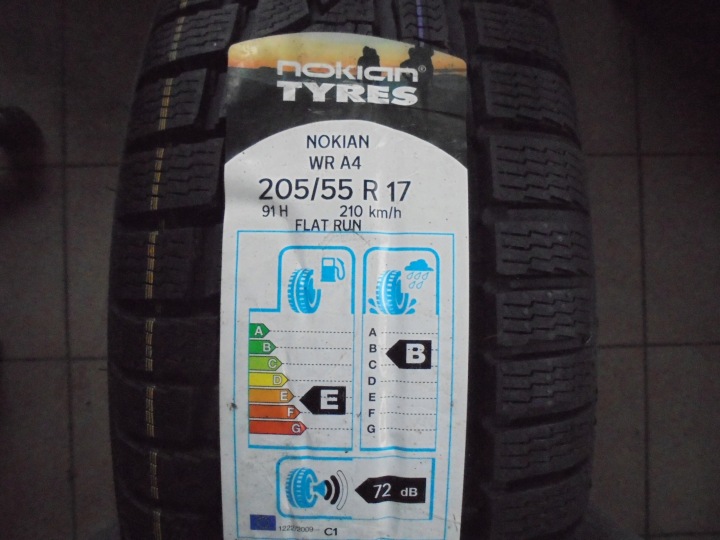 nokian®
TYRES
NOKIAN
WR A4
205/55 R 17
91 H 210 km/h
FLAT RUN
A A
B B B
C C
D D
E E E
F F
G G
72 dB
1222/2009 C1